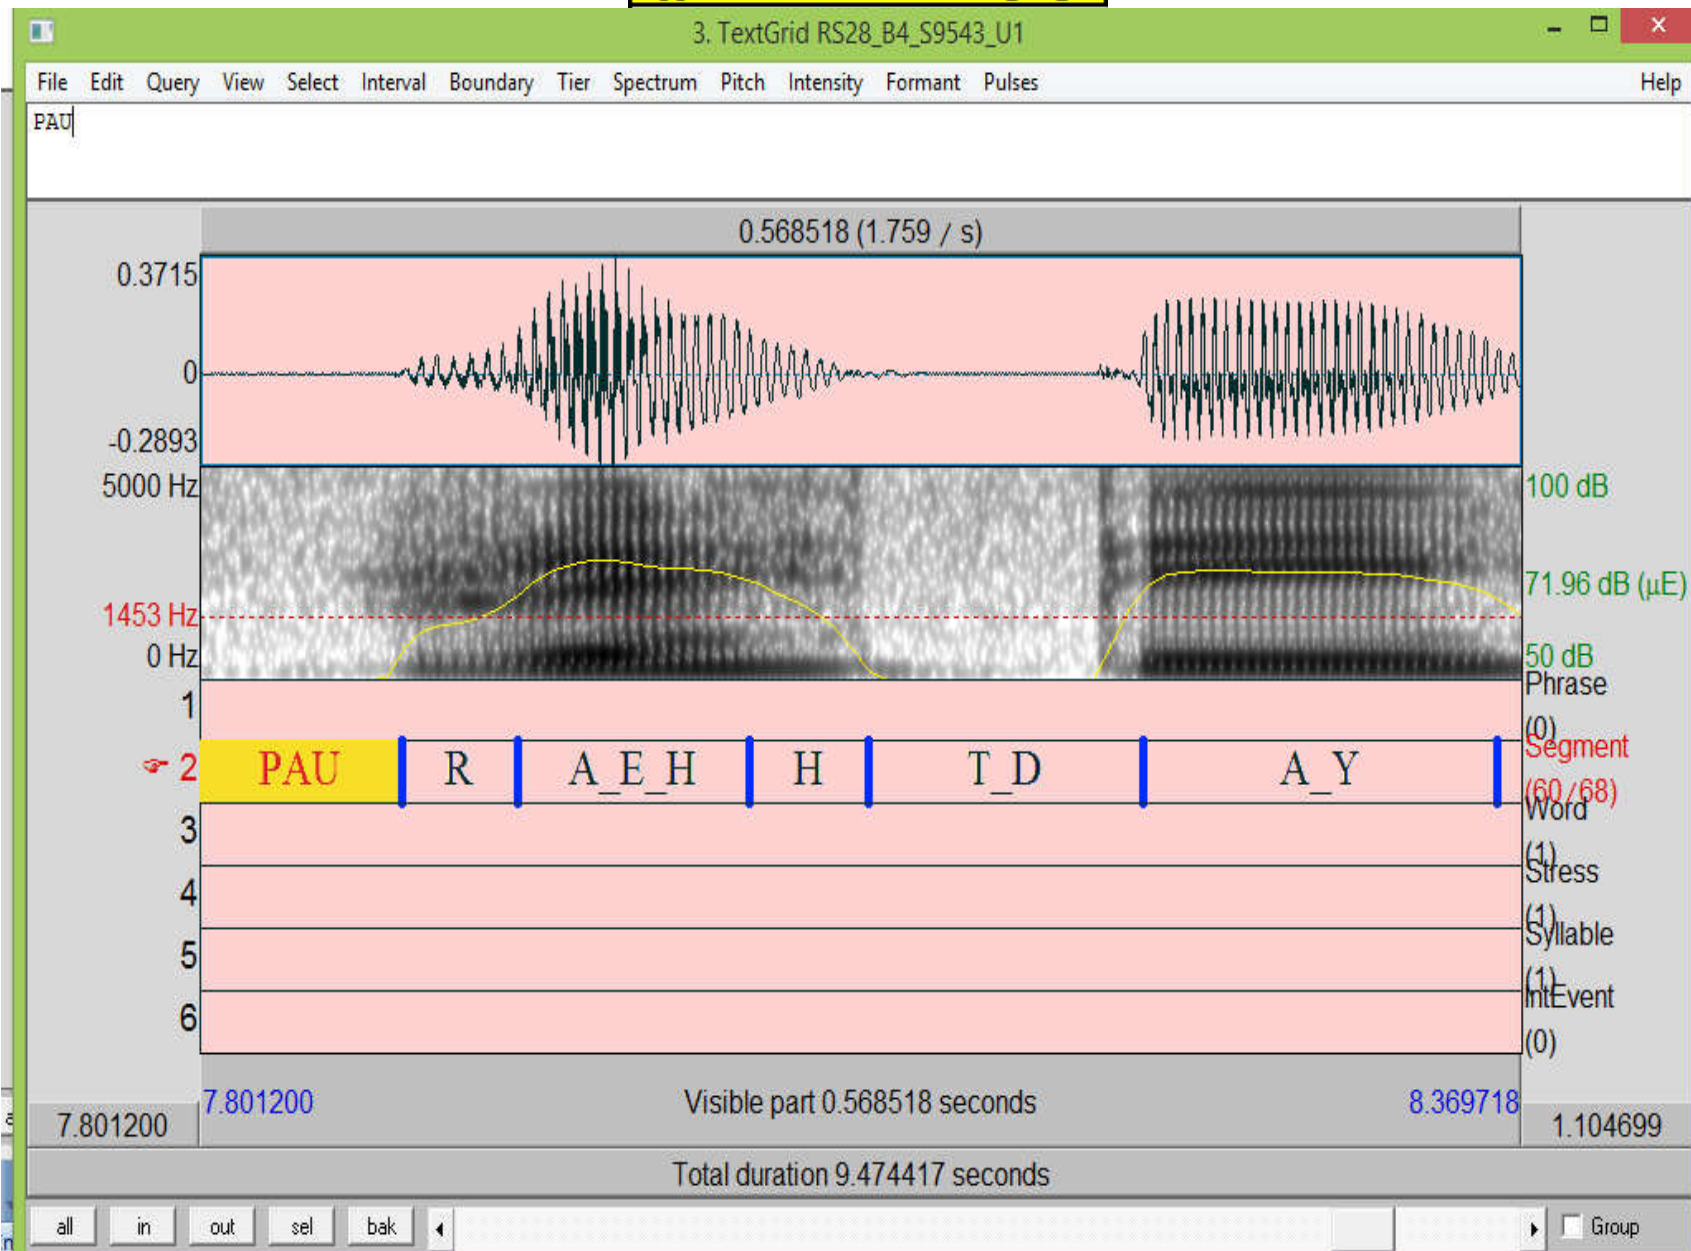 3. TextGrid RS28_B4_S9543_U1
File Edit Query View Select Interval Boundary Tier Spectrum Pitch Intensity Formant Pulses Help
PAU
0.568518 (1.759 / s)
0.3715
0
-0.2893
5000 Hz 100 dB
71.96 dB (µE)
1453 Hz
0 Hz 50 dB
1 Phrase
(0)
2 PAU R A_E_H H T_D A_Y Segment
(60/68)
3 Word
(1)
4 Stress
(1)
5 Syllable
(1)
6 IntEvent
(0)
7.801200 Visible part 0.568518 seconds 8.369718
7.801200 1.104699
Total duration 9.474417 seconds
all in out sel bak Group